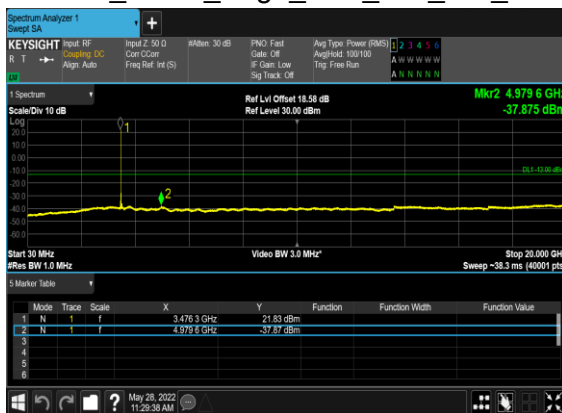 Spectrum Analyzer 1
Swept SA
+
KEYSIGHT Input: RF Input Z: 50 Ω #Atten: 30 dB PNO: Fast Avg Type: Power (RMS) 1 2 3 4 5 6
R T Coupling: DC Corr CCorr Gate: Off Avg|Hold: 100/100 A W W W W W
Align: Auto Freq Ref: Int (S) IF Gain: Low Trig: Free Run
Sig Track: Off A N N N N N
LU
1 Spectrum Ref Lvl Offset 18.58 dB Mkr2 4.979 6 GHz
Scale/Div 10 dB Ref Level 30.00 dBm -37.875 dBm
Log
20.0
10.0
0.00
-10.0
DL1 -13.00 dBm
-20.0
-30.0
-40.0
-50.0
-60.0
1
2
Start 30 MHz Video BW 3.0 MHz* Stop 20.000 GHz
#Res BW 1.0 MHz Sweep ~38.3 ms (40001 pts)
5 Marker Table
Mode Trace Scale X Y Function Function Width Function Value
1 N 1 f 3.476 3 GHz 21.83 dBm
2 N 1 f 4.979 6 GHz -37.87 dBm
3
4
5
6
? May 28, 2022
11:29:38 AM